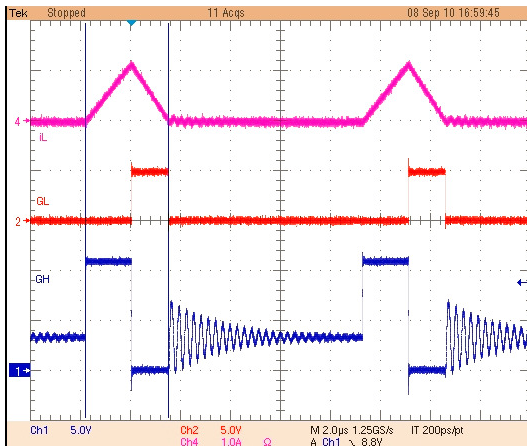 Tek Stopped 11 Acqs 08 Sep 10 16:59:45
4
iL
GL
2
GH
1
Ch1 5.0V Ch2 5.0V M 2.0µs 1.25GS/s IT 200ps/pt
Ch4 1.0A Ω A Ch1 ↘ 8.8V